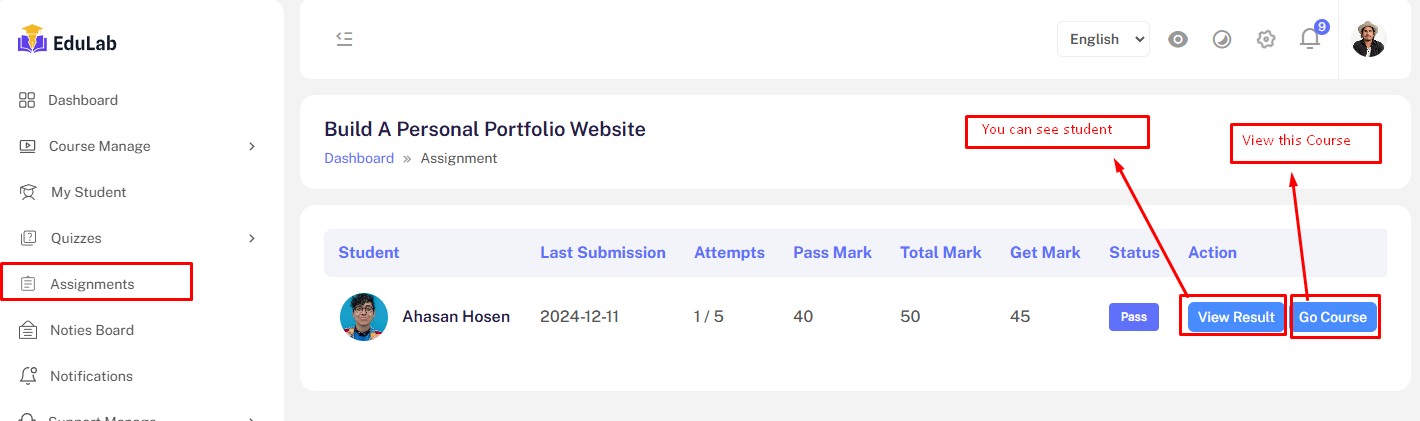 EduLab
English
9
Dashboard
Course Manage
My Student
Quizzes
Assignments
Noties Board
Notifications
Support Manage
Build A Personal Portfolio Website
Dashboard » Assignment
You can see student
View this Course
Student Last Submission Attempts Pass Mark Total Mark Get Mark Status Action
Ahasan Hosen 2024-12-11 1 / 5 40 50 45 Pass View Result Go Course